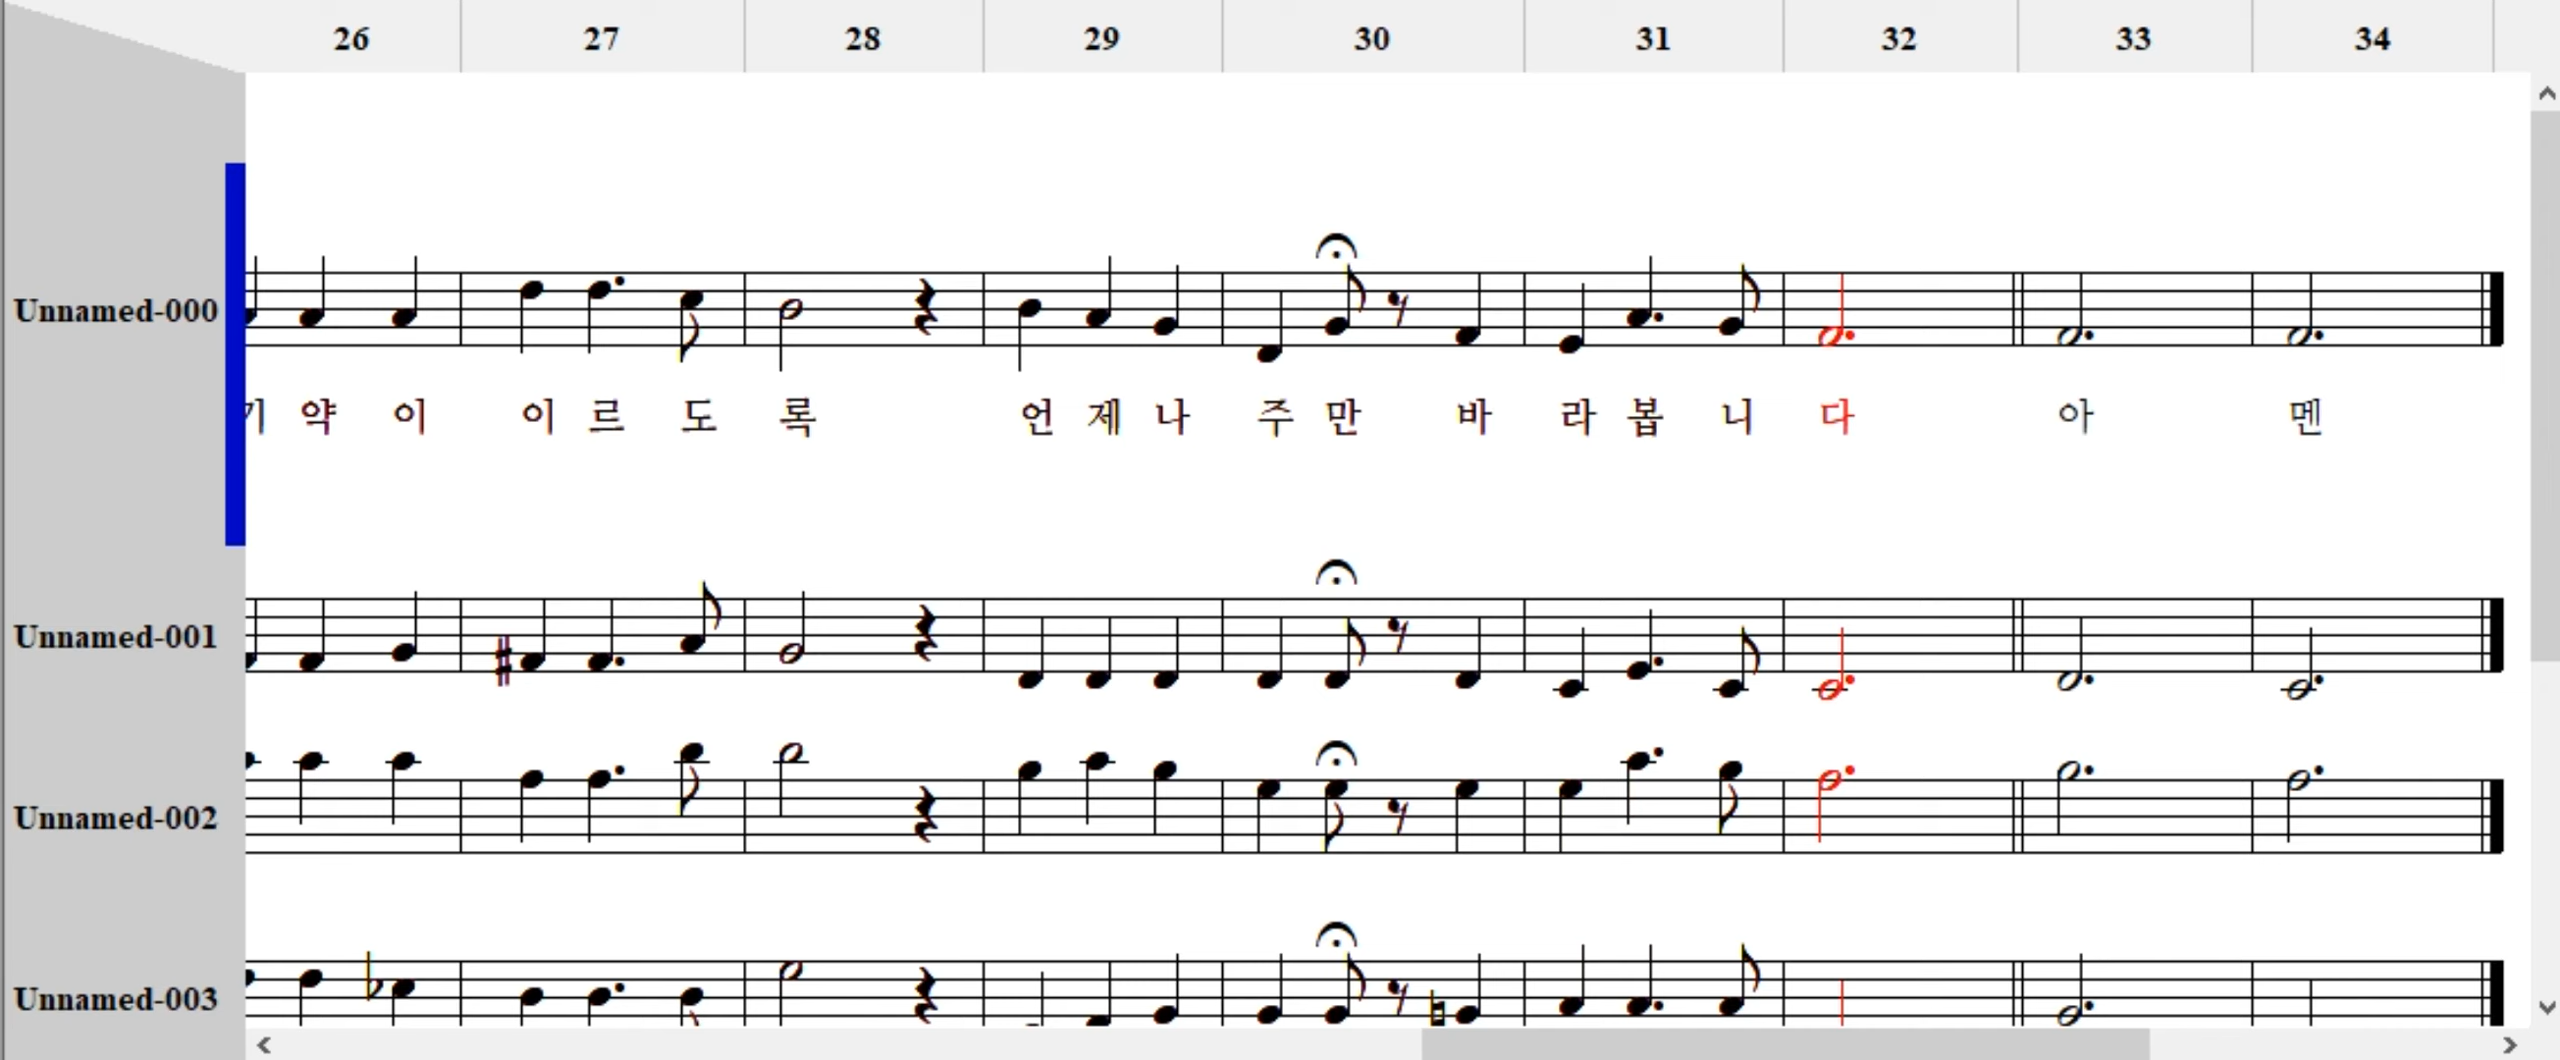 26 27 28 29 30 31 32 33 34
Unnamed-000
기 약 이 이 르 도 록 언 제 나 주 만 바 라 봅 니 다 아 멘
Unnamed-001
Unnamed-002
Unnamed-003